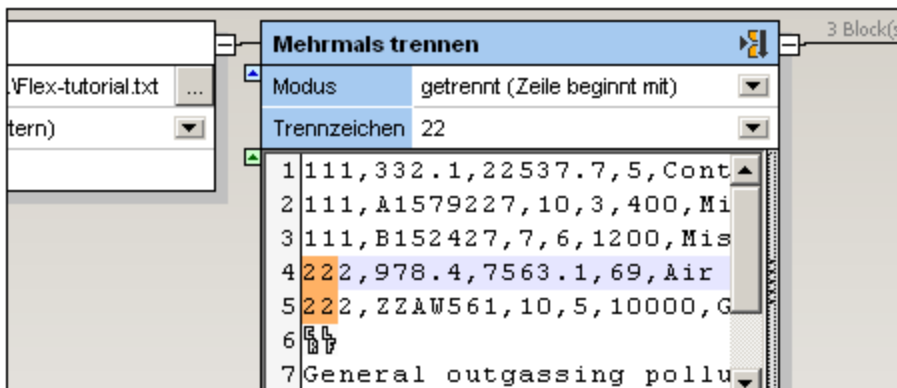 3 Block(s
Mehrmals trennen
.\Flex-tutorial.txt ...
Modus getrennt (Zeile beginnt mit)
tern)
Trennzeichen 22
1 111,332.1,22537.7,5,Cont
2 111,A1579227,10,3,400,Mi
3 111,B152427,7,6,1200,Mis
4 222,978.4,7563.1,69,Air
5 222,ZZAW561,10,5,10000,G
6 CR LF
7 General outgassing pollu